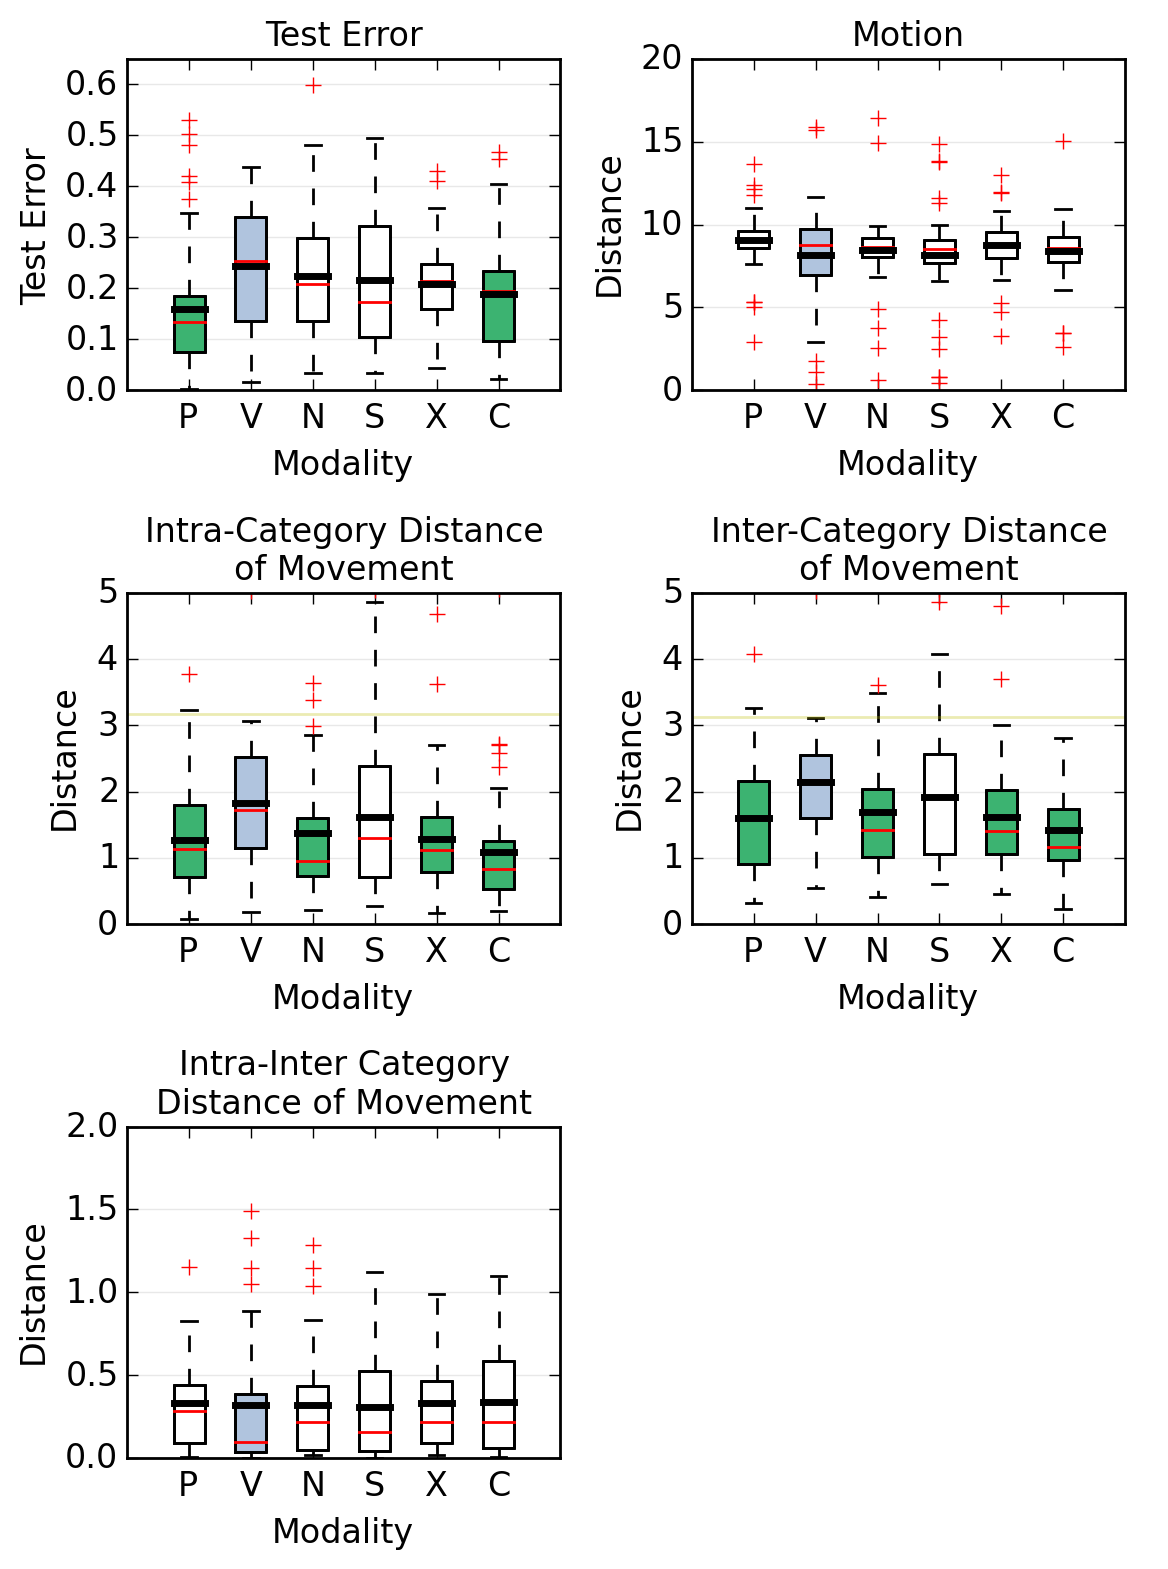 Test Error
Test Error
0.6
0.5
0.4
0.3
0.2
0.1
0.0
P V N S X C
Modality
Motion
Distance
20
15
10
5
0
P V N S X C
Modality
Intra-Category Distance
of Movement
Distance
5
4
3
2
1
0
P V N S X C
Modality
Inter-Category Distance
of Movement
Distance
5
4
3
2
1
0
P V N S X C
Modality
Intra-Inter Category
Distance of Movement
Distance
2.0
1.5
1.0
0.5
0.0
P V N S X C
Modality